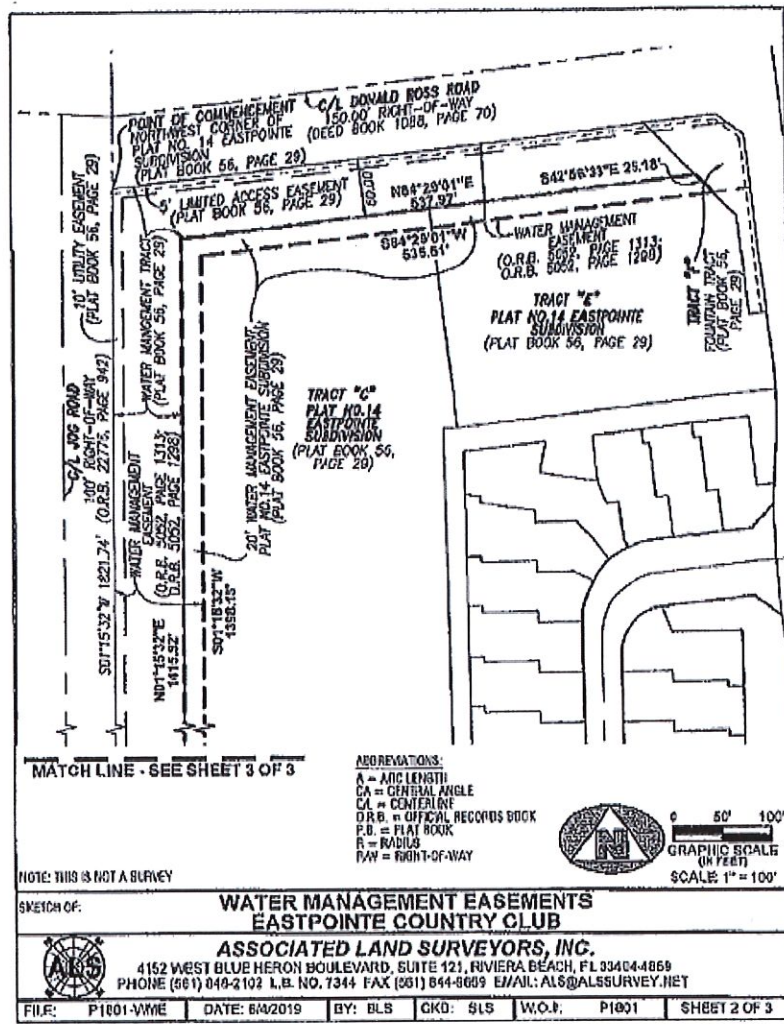 C/L DONALD ROSS ROAD
150.00' RIGHT-OF-WAY
(DEED BOOK 1088, PAGE 70)
POINT OF COMMENCEMENT
NORTHWEST CORNER OF
PLAT NO. 14 EASTPOINTE
SUBDIVISION
(PLAT BOOK 56, PAGE 29)
5' LIMITED ACCESS EASEMENT
(PLAT BOOK 56, PAGE 29)
60.00'
N84°29'01"E
537.97'
S42°56'33"E 25.18'
S84°29'01"W
535.51'
WATER MANAGEMENT
EASEMENT
(O.R.B. 5052, PAGE 1313;
O.R.B. 5052, PAGE 1298)
TRACT "F"
FOUNTAIN TRACT
(PLAT BOOK 56,
PAGE 29)
TRACT "E"
PLAT NO.14 EASTPOINTE
SUBDIVISION
(PLAT BOOK 56, PAGE 29)
10' UTILITY EASEMENT
(PLAT BOOK 56, PAGE 29)
WATER MANGEMENT TRACT
(PLAT BOOK 56, PAGE 29)
C/L JOG ROAD
100' RIGHT-OF-WAY
(O.R.B. 22776, PAGE 942)
S01°15'32"W 1821.74'
WATER MANAGEMENT
EASEMENT
(O.R.B. 5052, PAGE 1313;
O.R.B. 5052, PAGE 1298)
N01°15'32"E
1415.92'
S01°15'32"W
1398.15'
20' WATER MANAGEMENT EASEMENT
PLAT NO.14 EASTPOINTE SUBDIVISION
(PLAT BOOK 56, PAGE 29)
TRACT "C"
PLAT NO.14
EASTPOINTE
SUBDIVISION
(PLAT BOOK 56,
PAGE 29)
MATCH LINE - SEE SHEET 3 OF 3
ABBREVIATIONS:
A = ARC LENGTH
CA = CENTRAL ANGLE
C/L = CENTERLINE
O.R.B. = OFFICIAL RECORDS BOOK
P.B. = PLAT BOOK
R = RADIUS
R/W = RIGHT-OF-WAY
N
0 50' 100'
GRAPHIC SCALE
(IN FEET)
SCALE 1" = 100'
NOTE: THIS IS NOT A SURVEY
SKETCH OF:
WATER MANAGEMENT EASEMENTS
EASTPOINTE COUNTRY CLUB
ALS
ASSOCIATED LAND SURVEYORS, INC.
4152 WEST BLUE HERON BOULEVARD, SUITE 121, RIVIERA BEACH, FL 33404-4859
PHONE (561) 848-2102 L.B. NO. 7344 FAX (561) 844-9659 EMAIL: ALS@ALSSURVEY.NET
FILE: P1001-WME DATE: 6/4/2019 BY: BLS CKD: SLS W.O.#: P1001 SHEET 2 OF 3